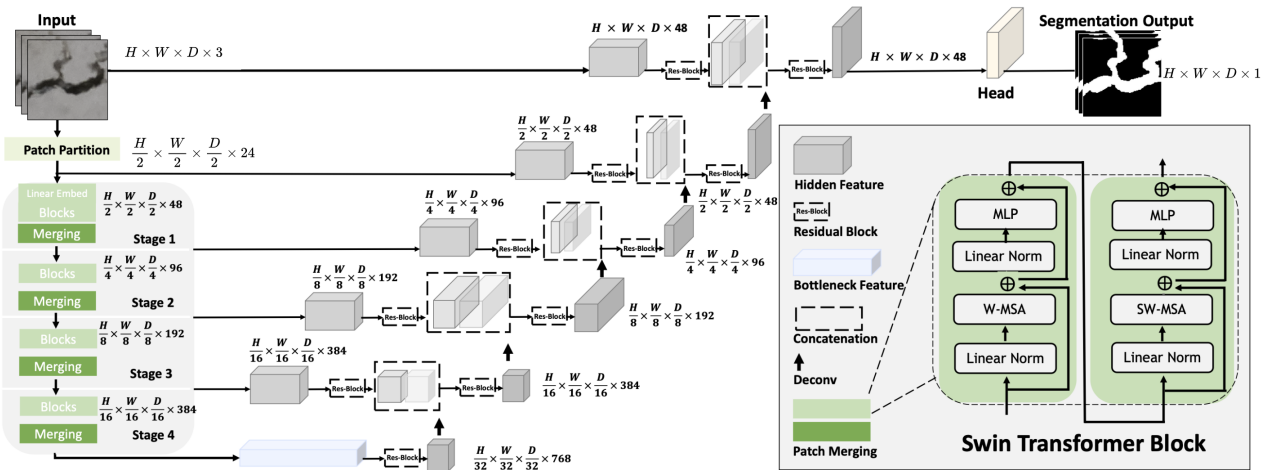 Input
H × W × D × 3
H × W × D × 48
Res-Block
Res-Block
H × W × D × 48
Head
Segmentation Output
H × W × D × 1
Patch Partition
H/2 × W/2 × D/2 × 24
H/2 × W/2 × D/2 × 48
Res-Block
Res-Block
H/2 × W/2 × D/2 × 48
Linear Embed
Blocks
H/2 × W/2 × D/2 × 48
Merging
Stage 1
H/4 × W/4 × D/4 × 96
Res-Block
Res-Block
H/4 × W/4 × D/4 × 96
Blocks
H/4 × W/4 × D/4 × 96
Merging
Stage 2
H/8 × W/8 × D/8 × 192
Res-Block
Res-Block
H/8 × W/8 × D/8 × 192
Blocks
H/8 × W/8 × D/8 × 192
Merging
Stage 3
H/16 × W/16 × D/16 × 384
Res-Block
Res-Block
H/16 × W/16 × D/16 × 384
Blocks
H/16 × W/16 × D/16 × 384
Merging
Stage 4
Res-Block
H/32 × W/32 × D/32 × 768
Hidden Feature
Res-Block
Residual Block
Bottleneck Feature
Concatenation
Deconv
Patch Merging
MLP
Linear Norm
W-MSA
Linear Norm
MLP
Linear Norm
SW-MSA
Linear Norm
Swin Transformer Block